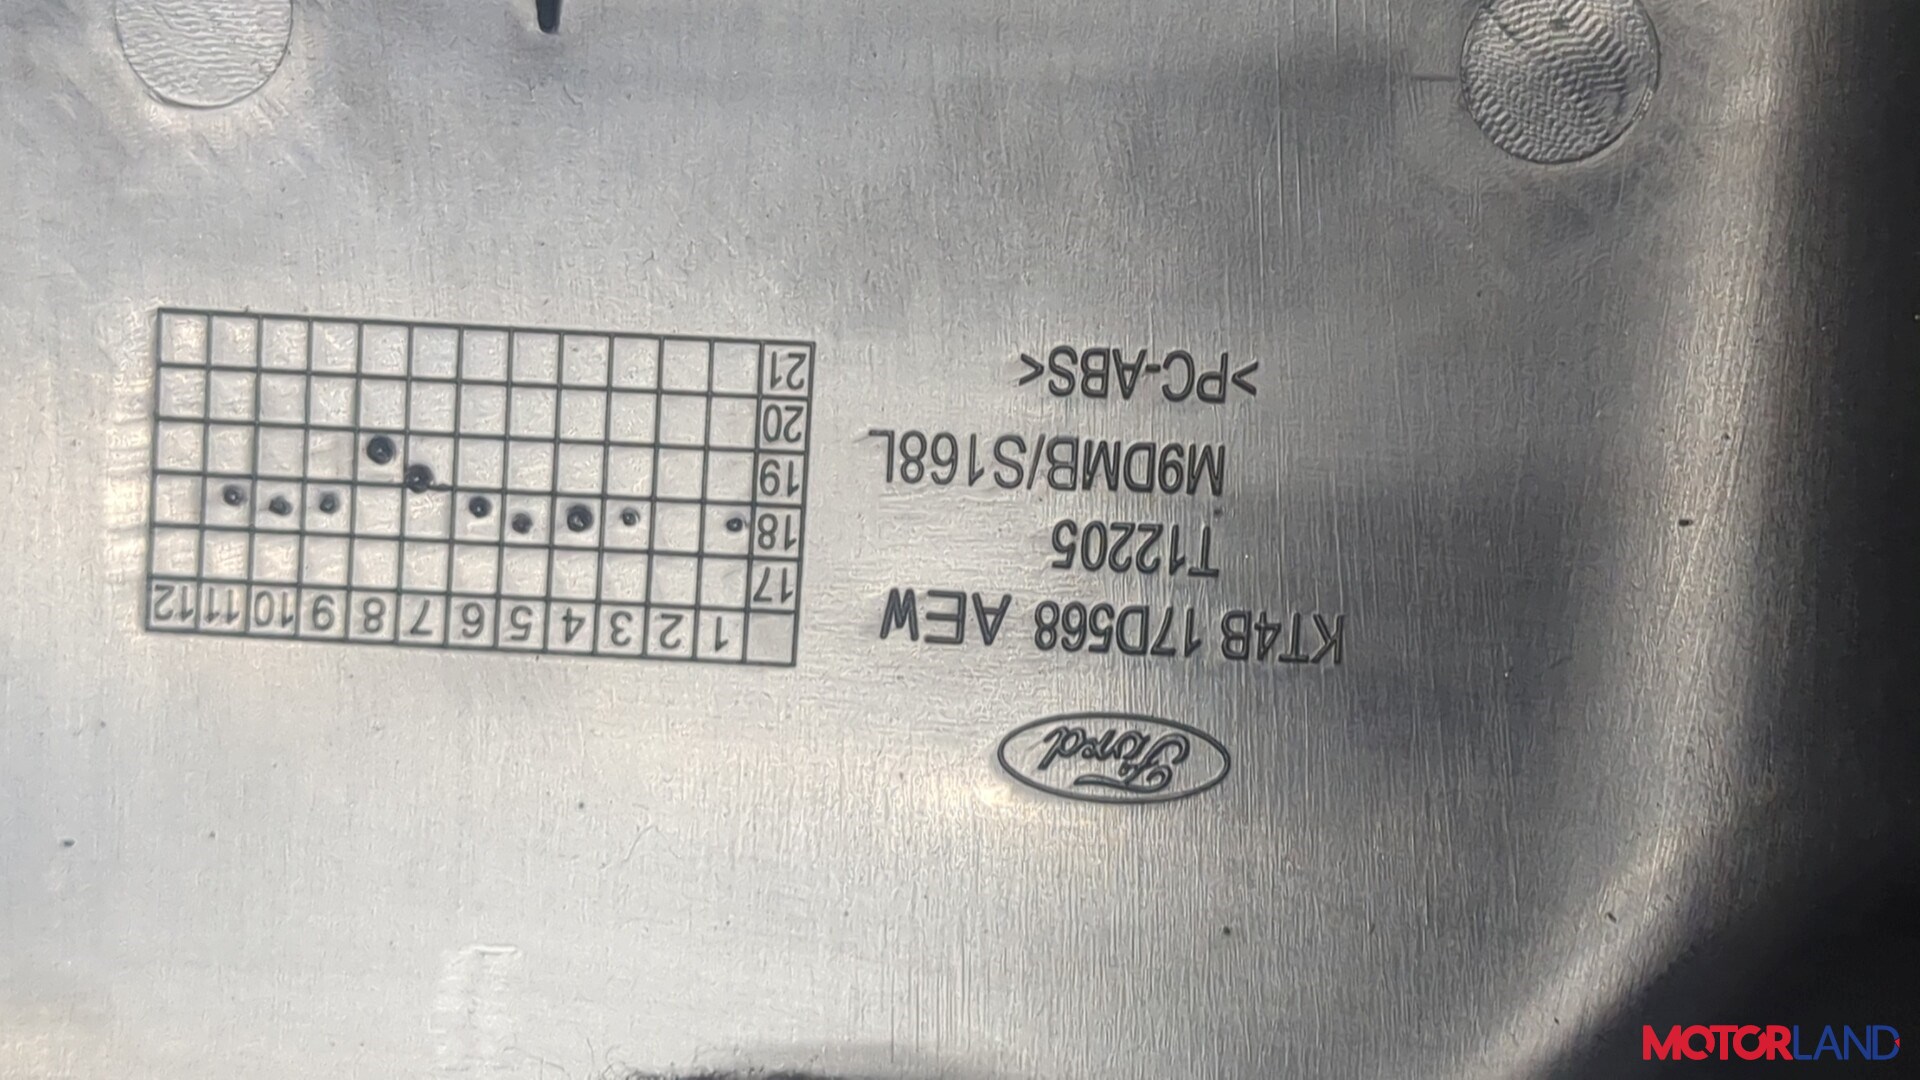 Ford
KT4B 17D568 AEW
T12205
M9DMB/S168L
>PC-ABS<
1 2 3 4 5 6 7 8 9 10 11 12
17
18
19
20
21
MOTORLAND